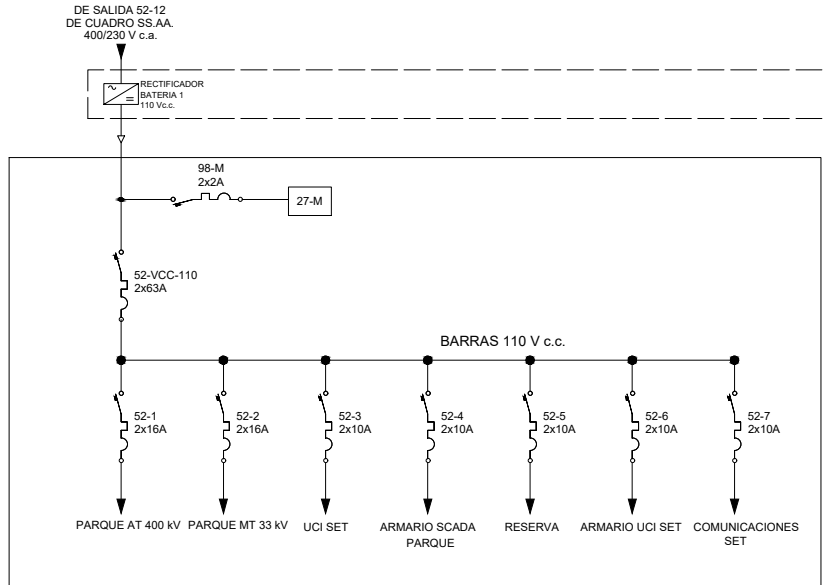 DE SALIDA 52-12
DE CUADRO SS.AA.
400/230 V c.a.
RECTIFICADOR
BATERIA 1
110 Vc.c.
98-M
2x2A
27-M
52-VCC-110
2x63A
BARRAS 110 V c.c.
52-1
2x16A
52-2
2x16A
52-3
2x10A
52-4
2x10A
52-5
2x10A
52-6
2x10A
52-7
2x10A
PARQUE AT 400 kV
PARQUE MT 33 kV
UCI SET
ARMARIO SCADA
PARQUE
RESERVA
ARMARIO UCI SET
COMUNICACIONES
SET